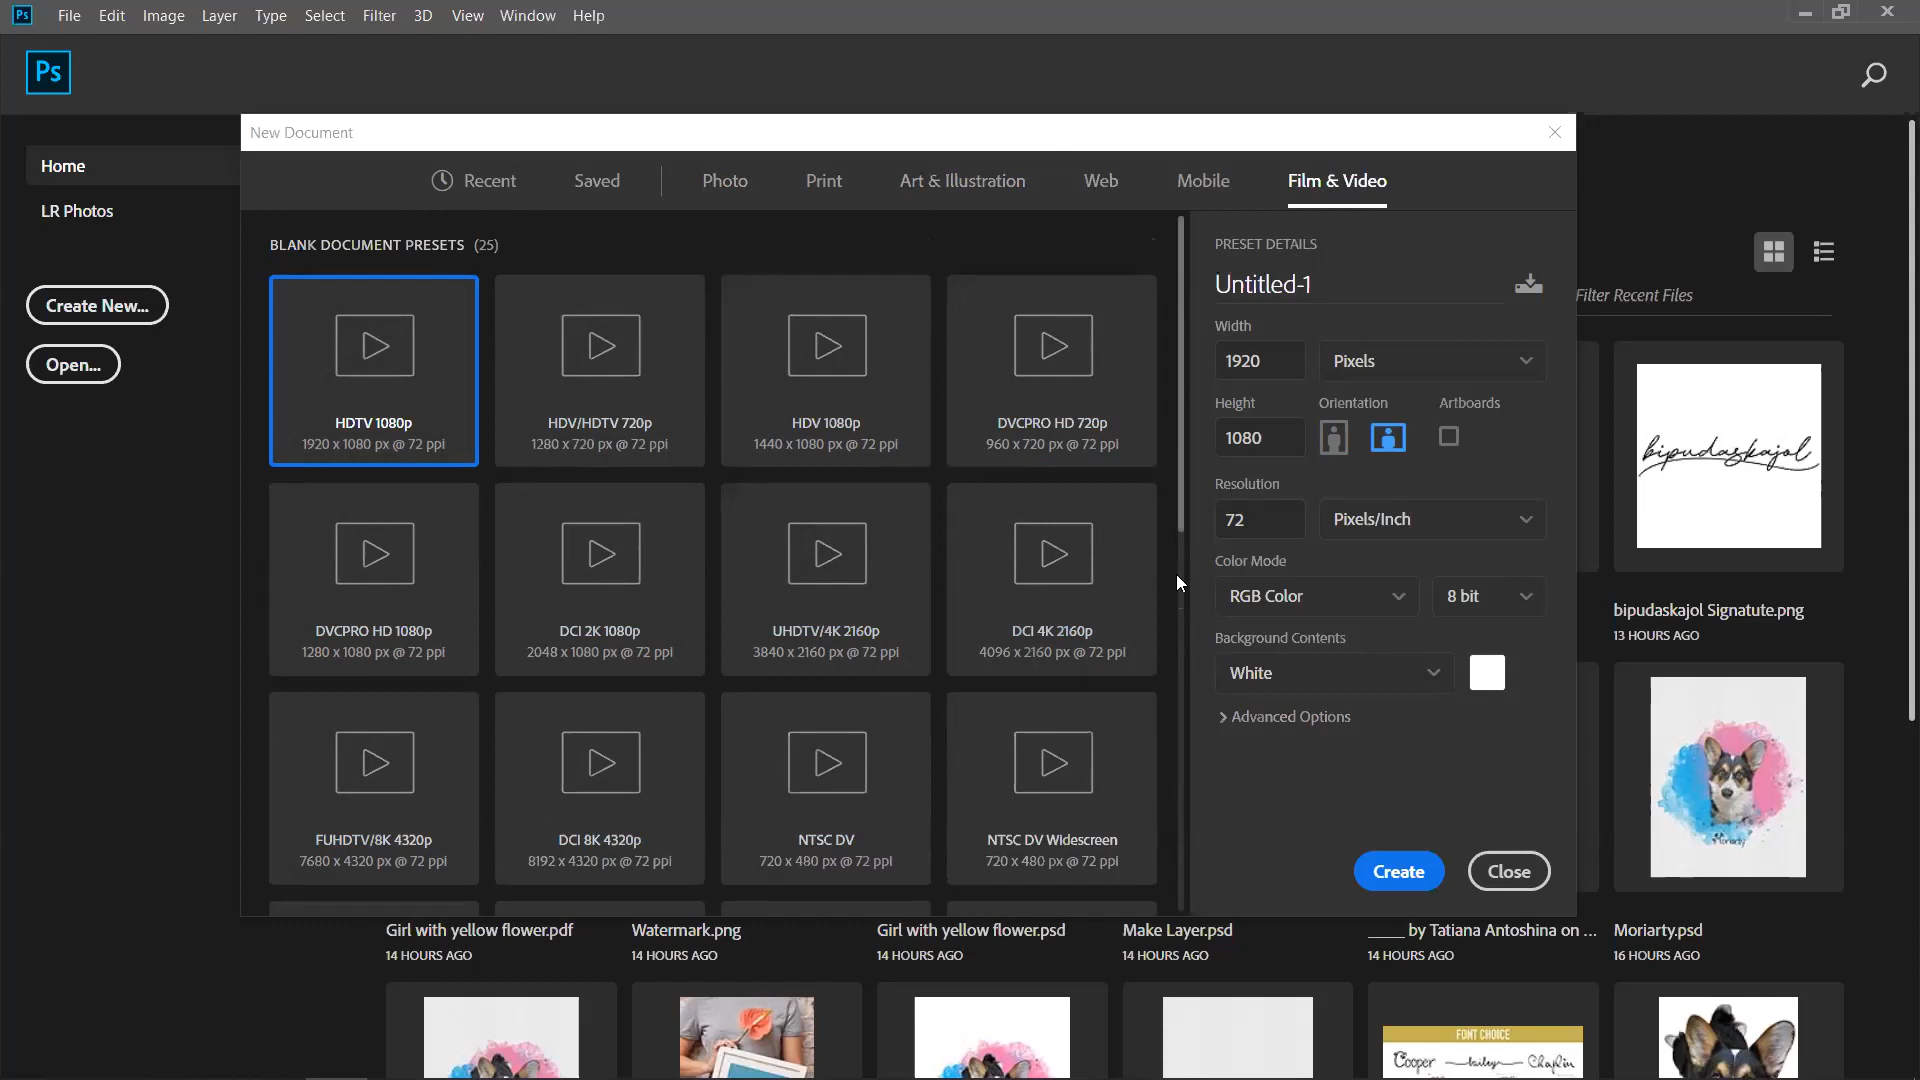 Ps File Edit Image Layer Type Select Filter 3D View Window Help
Ps
New Document
Home
LR Photos
Create New...
Open...
Recent Saved Photo Print Art & Illustration Web Mobile Film & Video
BLANK DOCUMENT PRESETS (25)
HDTV 1080p
1920 x 1080 px @ 72 ppi
HDV/HDTV 720p
1280 x 720 px @ 72 ppi
HDV 1080p
1440 x 1080 px @ 72 ppi
DVCPRO HD 720p
960 x 720 px @ 72 ppi
DVCPRO HD 1080p
1280 x 1080 px @ 72 ppi
DCI 2K 1080p
2048 x 1080 px @ 72 ppi
UHDTV/4K 2160p
3840 x 2160 px @ 72 ppi
DCI 4K 2160p
4096 x 2160 px @ 72 ppi
FUHDTV/8K 4320p
7680 x 4320 px @ 72 ppi
DCI 8K 4320p
8192 x 4320 px @ 72 ppi
NTSC DV
720 x 480 px @ 72 ppi
NTSC DV Widescreen
720 x 480 px @ 72 ppi
PRESET DETAILS
Untitled-1
Width
1920 Pixels
Height Orientation Artboards
1080
Resolution
72 Pixels/Inch
Color Mode
RGB Color 8 bit
Background Contents
White
Advanced Options
Create Close
Filter Recent Files
bipudaskajol
bipudaskajol Signatute.png
13 HOURS AGO
Moriarty
Girl with yellow flower.pdf
14 HOURS AGO
Watermark.png
14 HOURS AGO
Girl with yellow flower.psd
14 HOURS AGO
Make Layer.psd
14 HOURS AGO
____ by Tatiana Antoshina on ...
14 HOURS AGO
Moriarty.psd
16 HOURS AGO
FONT CHOICE
Cooper bailey Chaplin